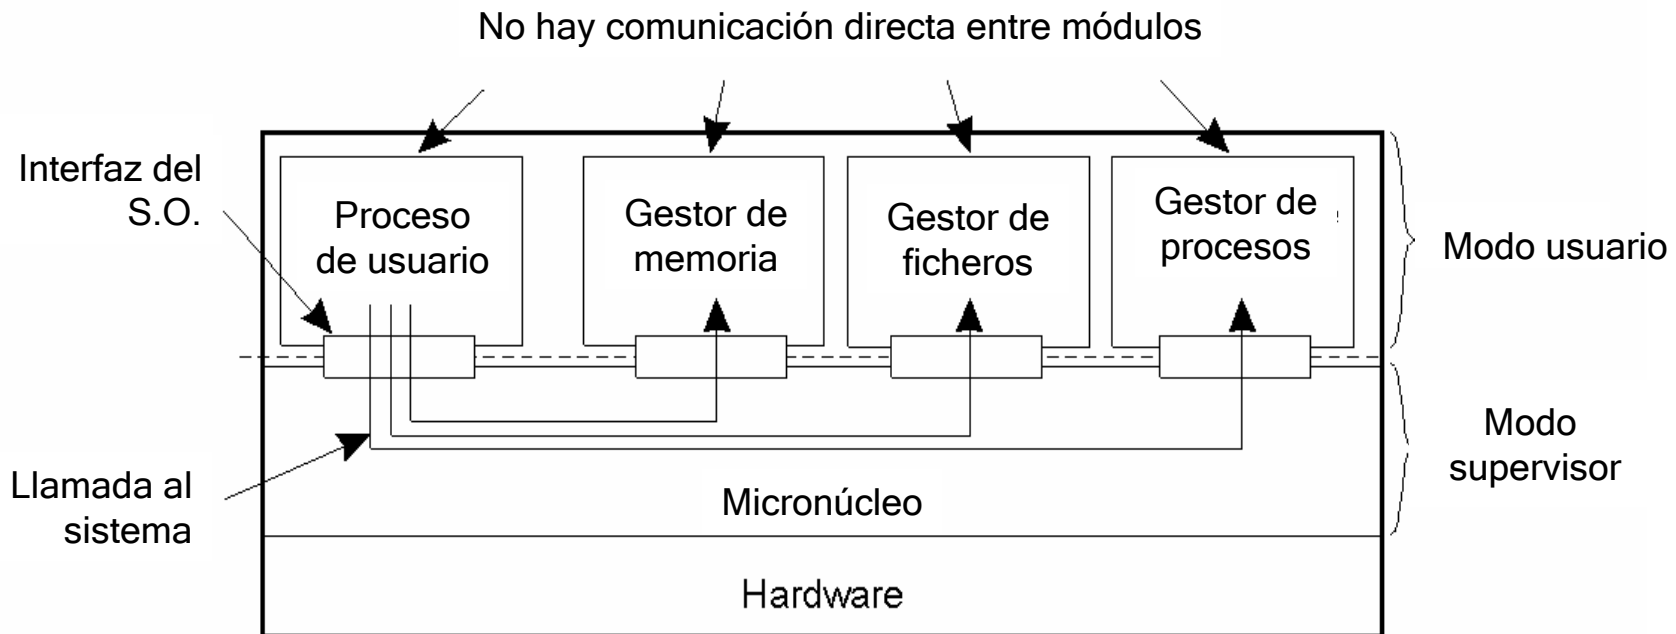 No hay comunicación directa entre módulos
Interfaz del
S.O.
Proceso
de usuario
Gestor de
memoria
Gestor de
ficheros
Gestor de
procesos
Modo usuario
Llamada al
sistema
Micronúcleo
Modo
supervisor
Hardware